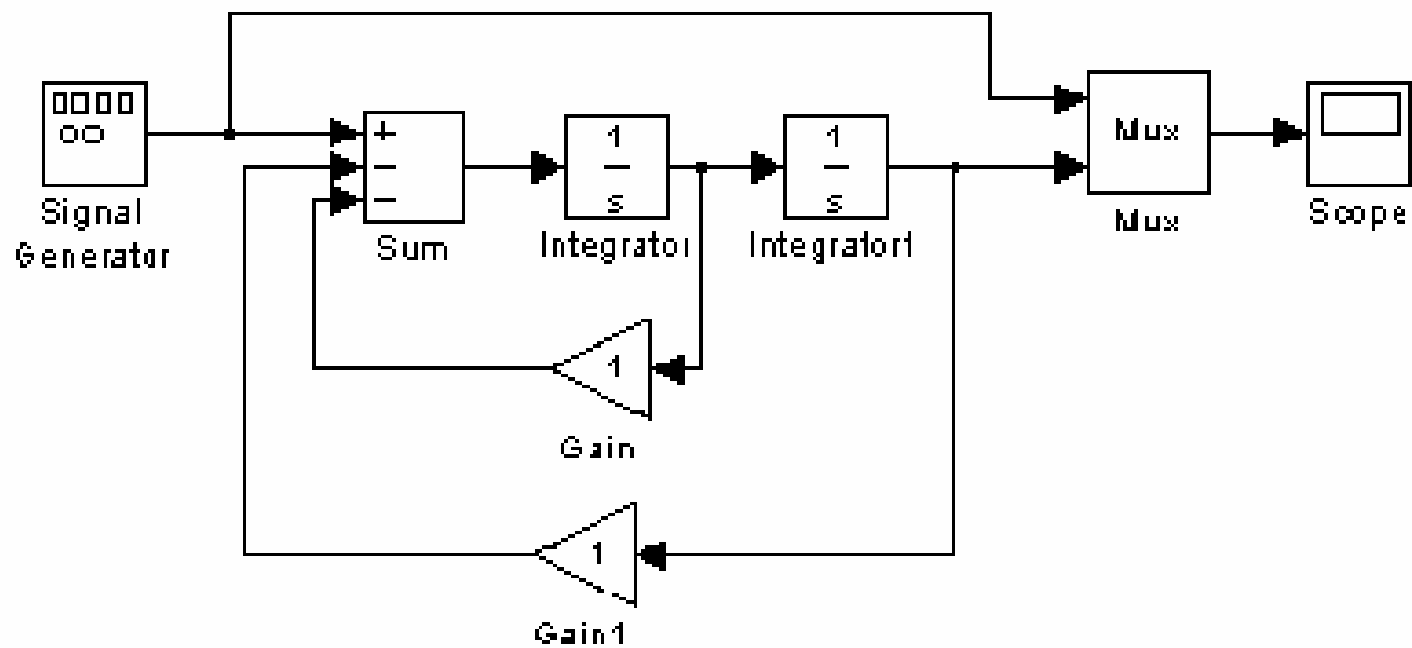 Signal
Generator
+
−
−
Sum
1
s
Integrator
1
s
Integrator1
Mux
Mux
Scope
1
Gain
1
Gain1